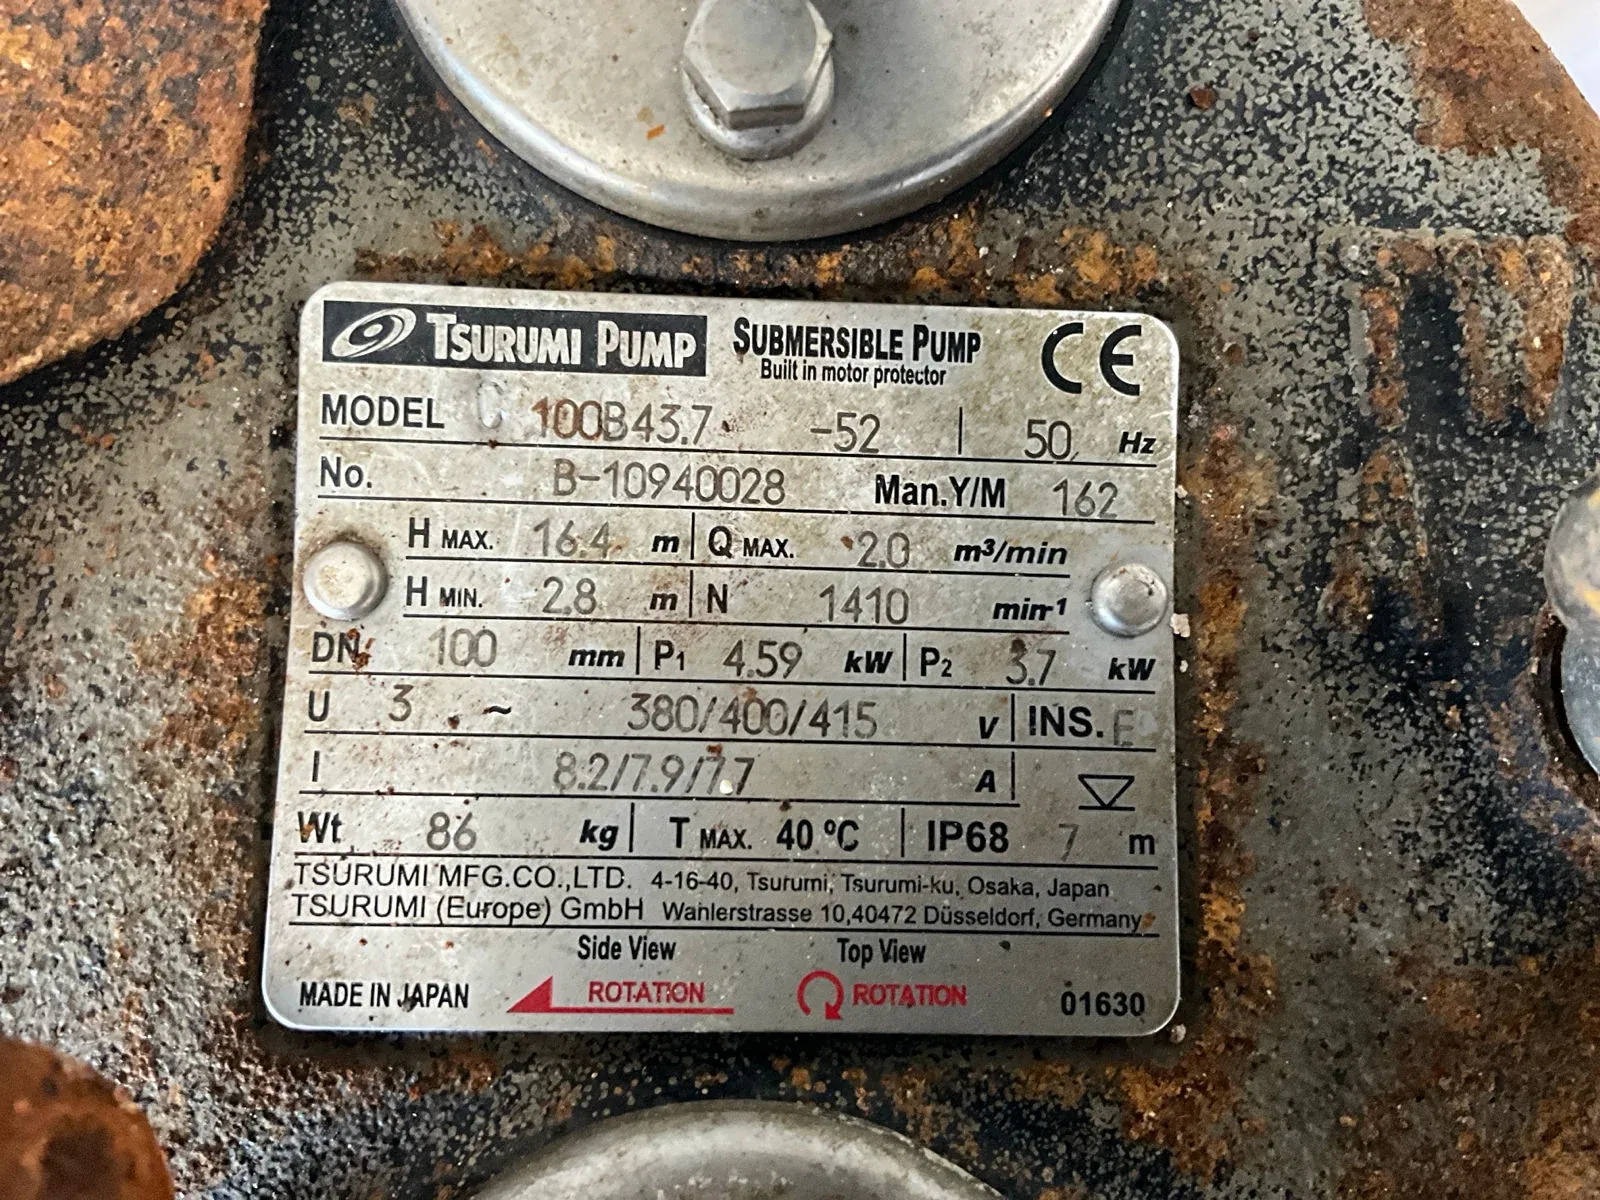 TSURUMI PUMP SUBMERSIBLE PUMP CE
Built in motor protector
MODEL C 100B43.7 -52 50 Hz
No. B-10940028 Man.Y/M 162
H MAX. 16.4 m Q MAX. 2.0 m³/min
H MIN. 2.8 m N 1410 min-1
DN 100 mm P1 4.59 kW P2 3.7 kW
U 3 ~ 380/400/415 V INS. E
I 8.2/7.9/7.7 A
Wt 86 kg T MAX. 40 ºC IP68 7 m
TSURUMI MFG.CO.,LTD. 4-16-40, Tsurumi, Tsurumi-ku, Osaka, Japan
TSURUMI (Europe) GmbH Wahlerstrasse 10,40472 Düsseldorf, Germany
Side View Top View
MADE IN JAPAN ROTATION ROTATION 01630